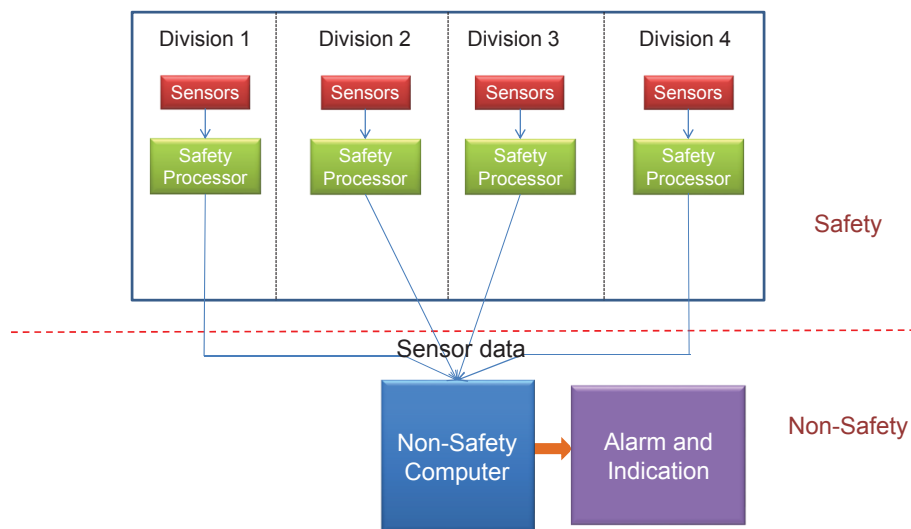 Division 1
Division 2
Division 3
Division 4
Sensors
Sensors
Sensors
Sensors
Safety
Processor
Safety
Processor
Safety
Processor
Safety
Processor
Safety
Sensor data
Non-Safety
Computer
Alarm and
Indication
Non-Safety